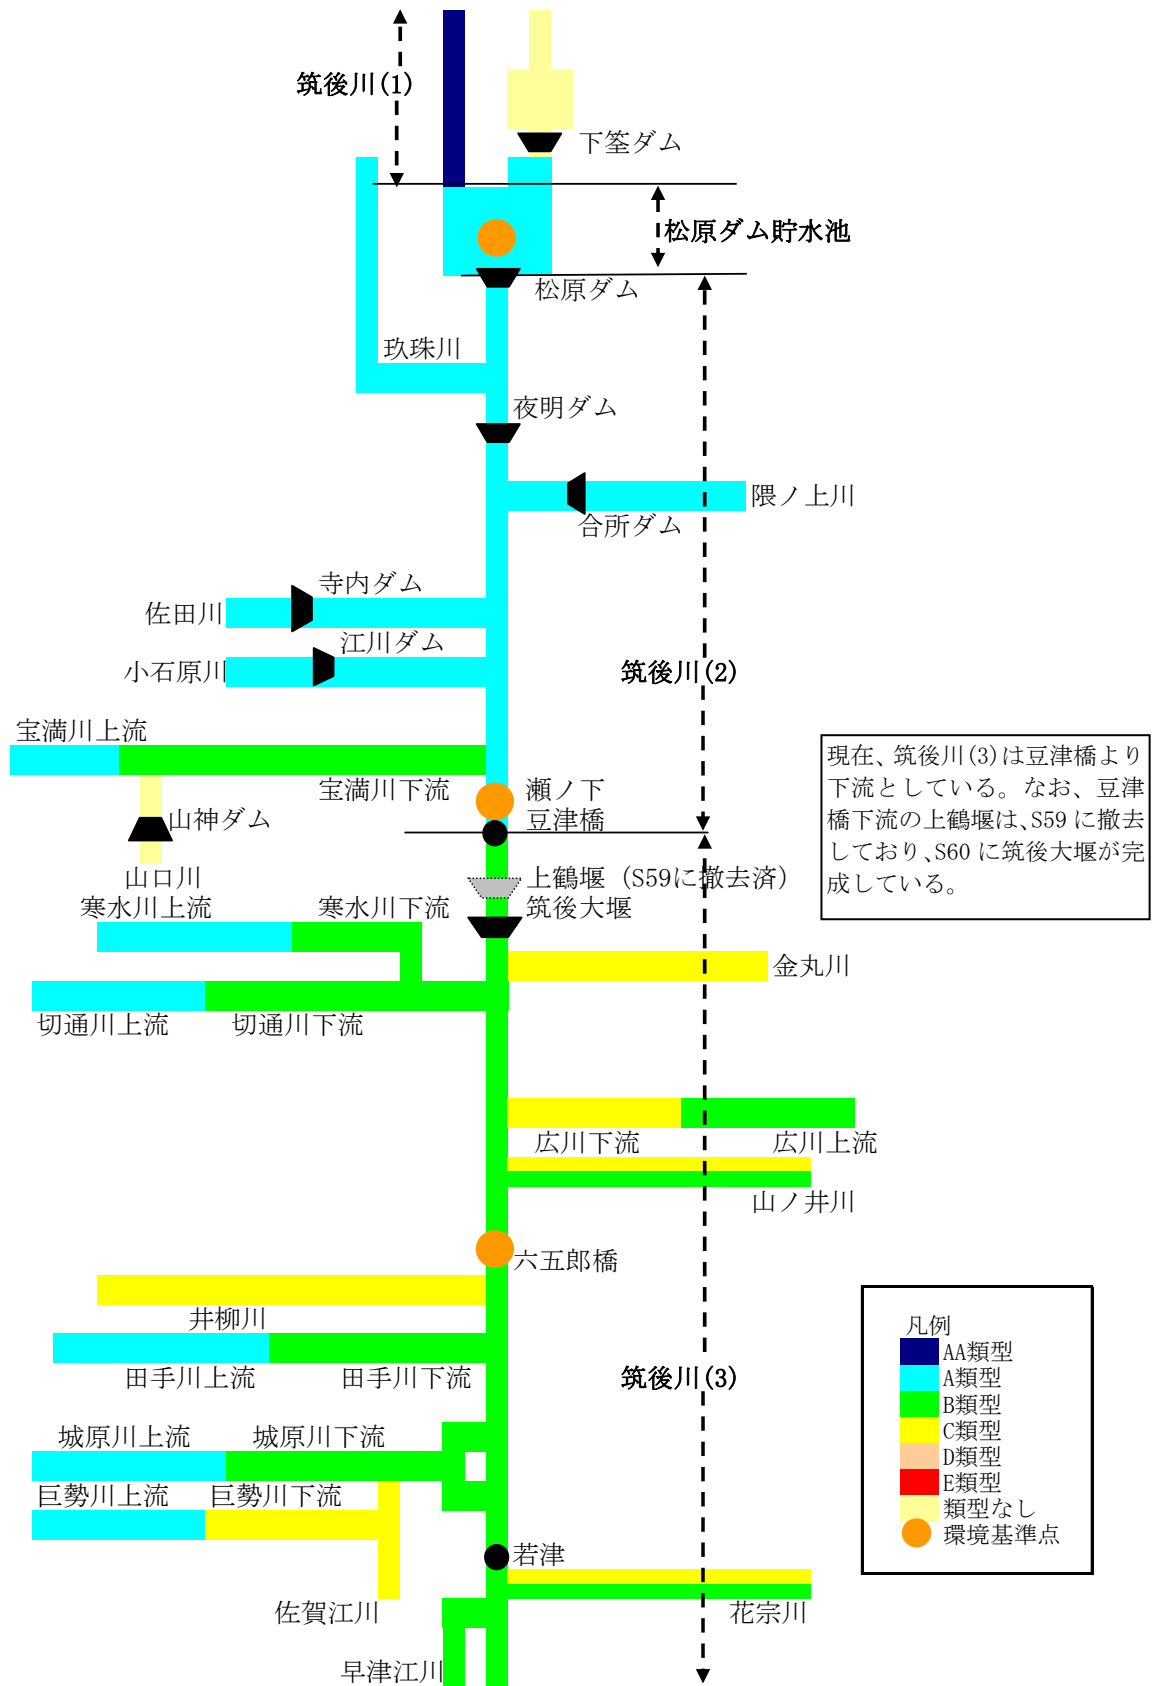 筑後川(1)
下筌ダム
松原ダム貯水池
松原ダム
玖珠川
夜明ダム
隈ノ上川
合所ダム
寺内ダム
佐田川
江川ダム
小石原川
筑後川(2)
宝満川上流
宝満川下流
瀬ノ下
豆津橋
山神ダム
山口川
現在、筑後川(3)は豆津橋より
下流としている。なお、豆津
橋下流の上鶴堰は、S59に撤去
しており、S60に筑後大堰が完
成している。
上鶴堰（S59に撤去済）
筑後大堰
寒水川上流
寒水川下流
金丸川
切通川上流
切通川下流
広川下流
広川上流
山ノ井川
六五郎橋
井柳川
田手川上流
田手川下流
筑後川(3)
城原川上流
城原川下流
巨勢川上流
巨勢川下流
若津
佐賀江川
花宗川
早津江川
凡例
AA類型
A類型
B類型
C類型
D類型
E類型
類型なし
環境基準点